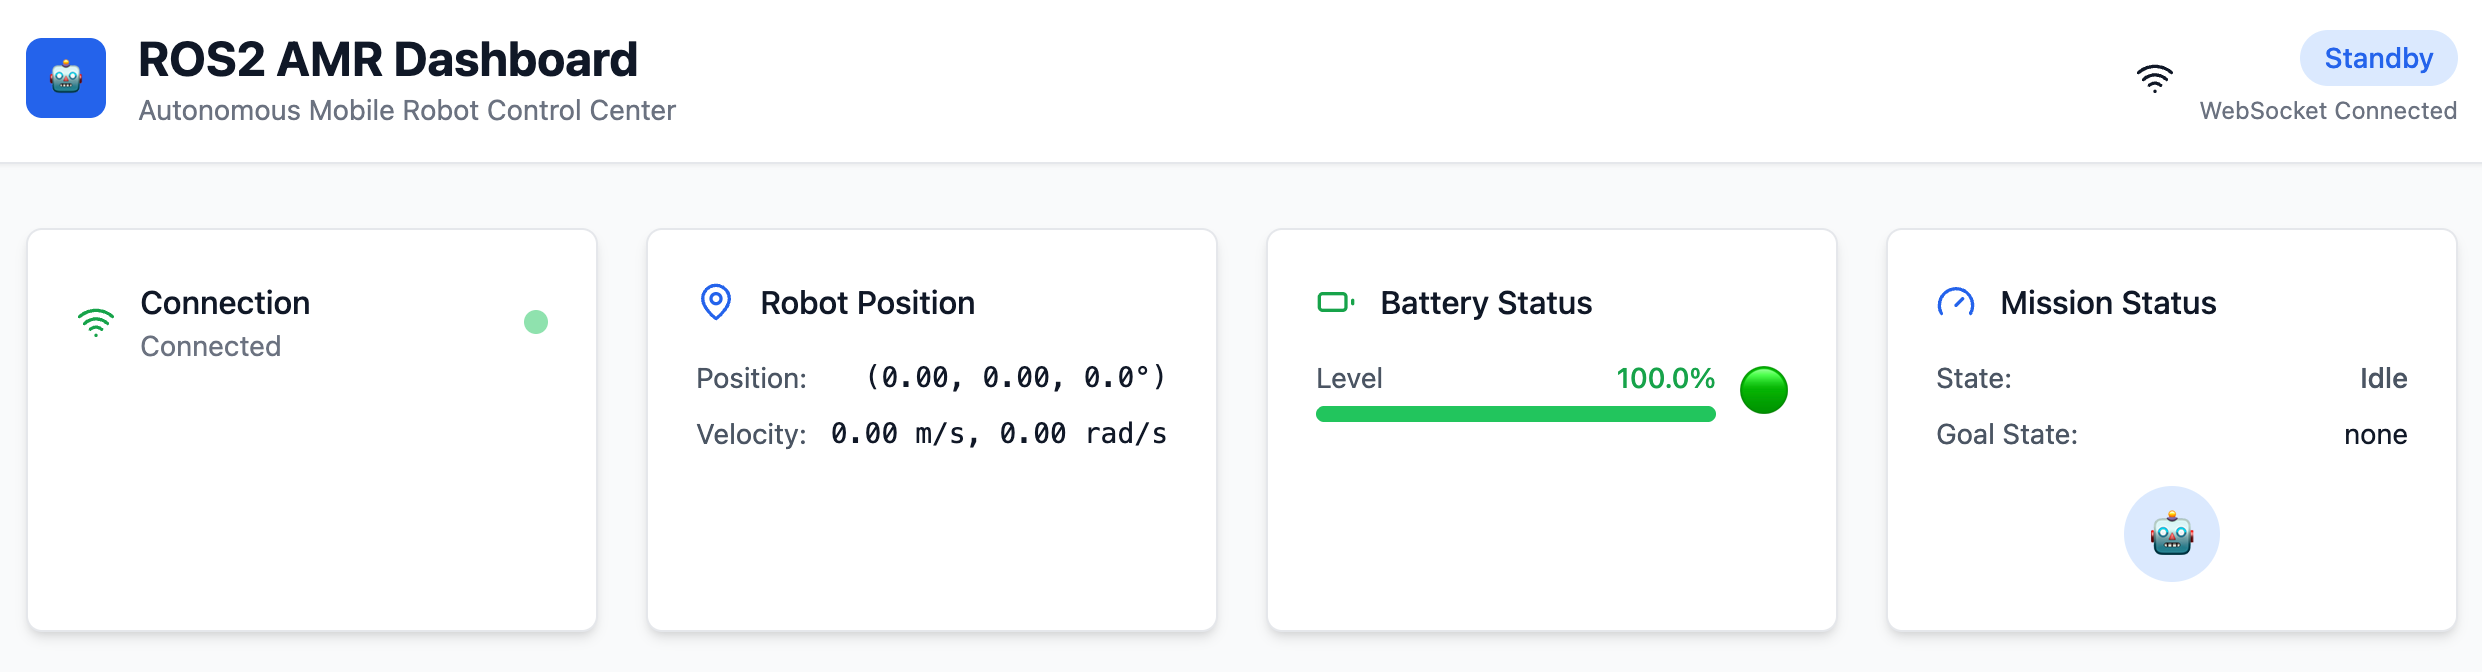 ROS2 AMR Dashboard
Autonomous Mobile Robot Control Center
Standby
WebSocket Connected
Connection
Connected
Robot Position
Position: (0.00, 0.00, 0.0°)
Velocity: 0.00 m/s, 0.00 rad/s
Battery Status
Level 100.0%
Mission Status
State: Idle
Goal State: none